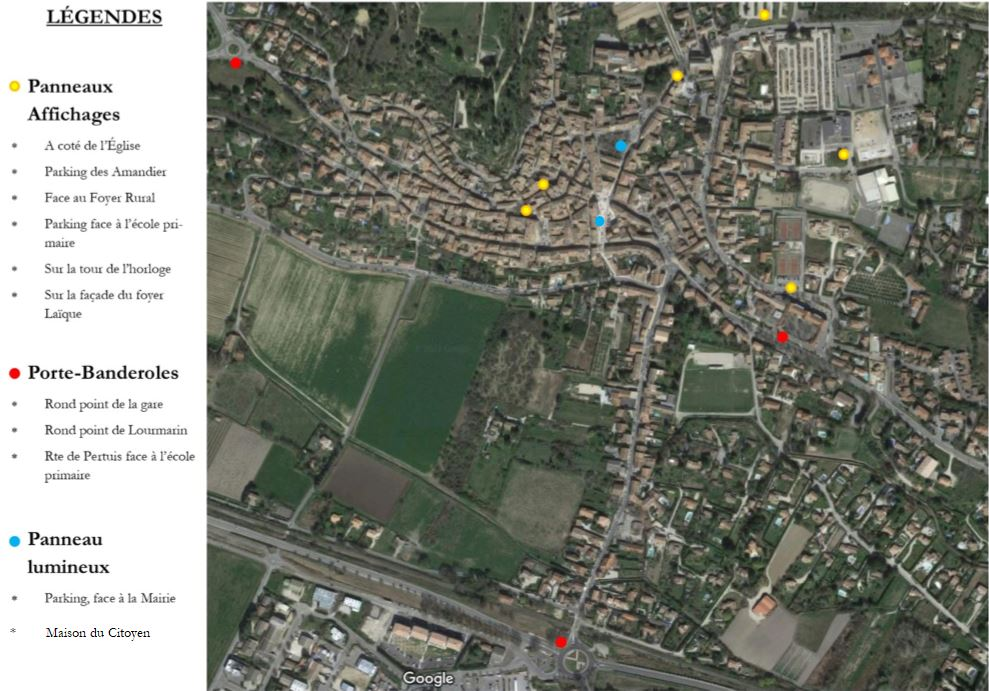 LÉGENDES
Panneaux
Affichages
* A coté de l'Église
* Parking des Amandier
* Face au Foyer Rural
* Parking face à l'école pri-
maire
* Sur la tour de l'horloge
* Sur la façade du foyer
Laïque
Porte-Banderoles
* Rond point de la gare
* Rond point de Lourmarin
* Rte de Pertuis face à l'école
primaire
Panneau
lumineux
* Parking, face à la Mairie
* Maison du Citoyen
Google